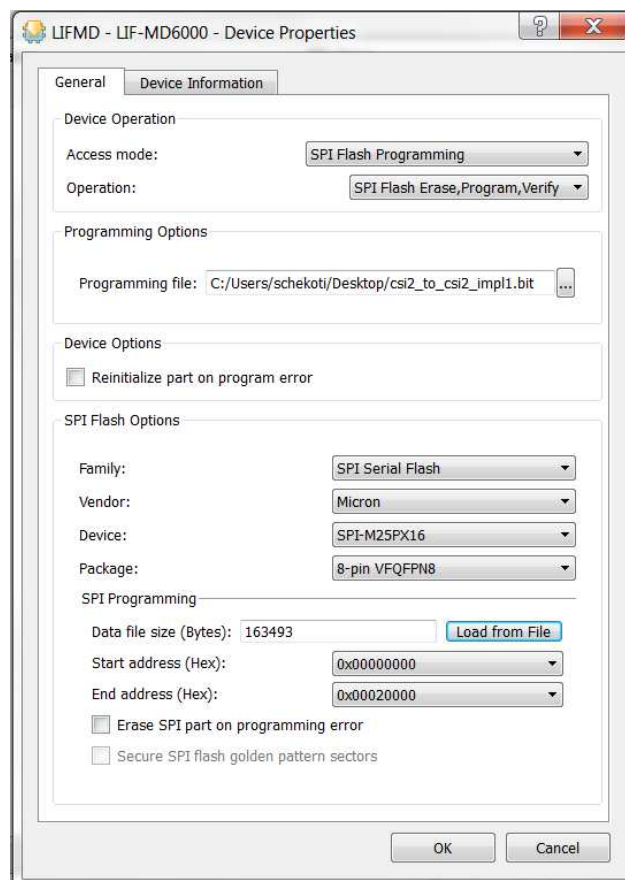 LIFMD - LIF-MD6000 - Device Properties
General Device Information
Device Operation
Access mode: SPI Flash Programming
Operation: SPI Flash Erase,Program,Verify
Programming Options
Programming file: C:/Users/schekoti/Desktop/csi2_to_csi2_impl1.bit ...
Device Options
Reinitialize part on program error
SPI Flash Options
Family: SPI Serial Flash
Vendor: Micron
Device: SPI-M25PX16
Package: 8-pin VFQFPN8
SPI Programming
Data file size (Bytes): 163493 Load from File
Start address (Hex): 0x00000000
End address (Hex): 0x00020000
Erase SPI part on programming error
Secure SPI flash golden pattern sectors
OK Cancel